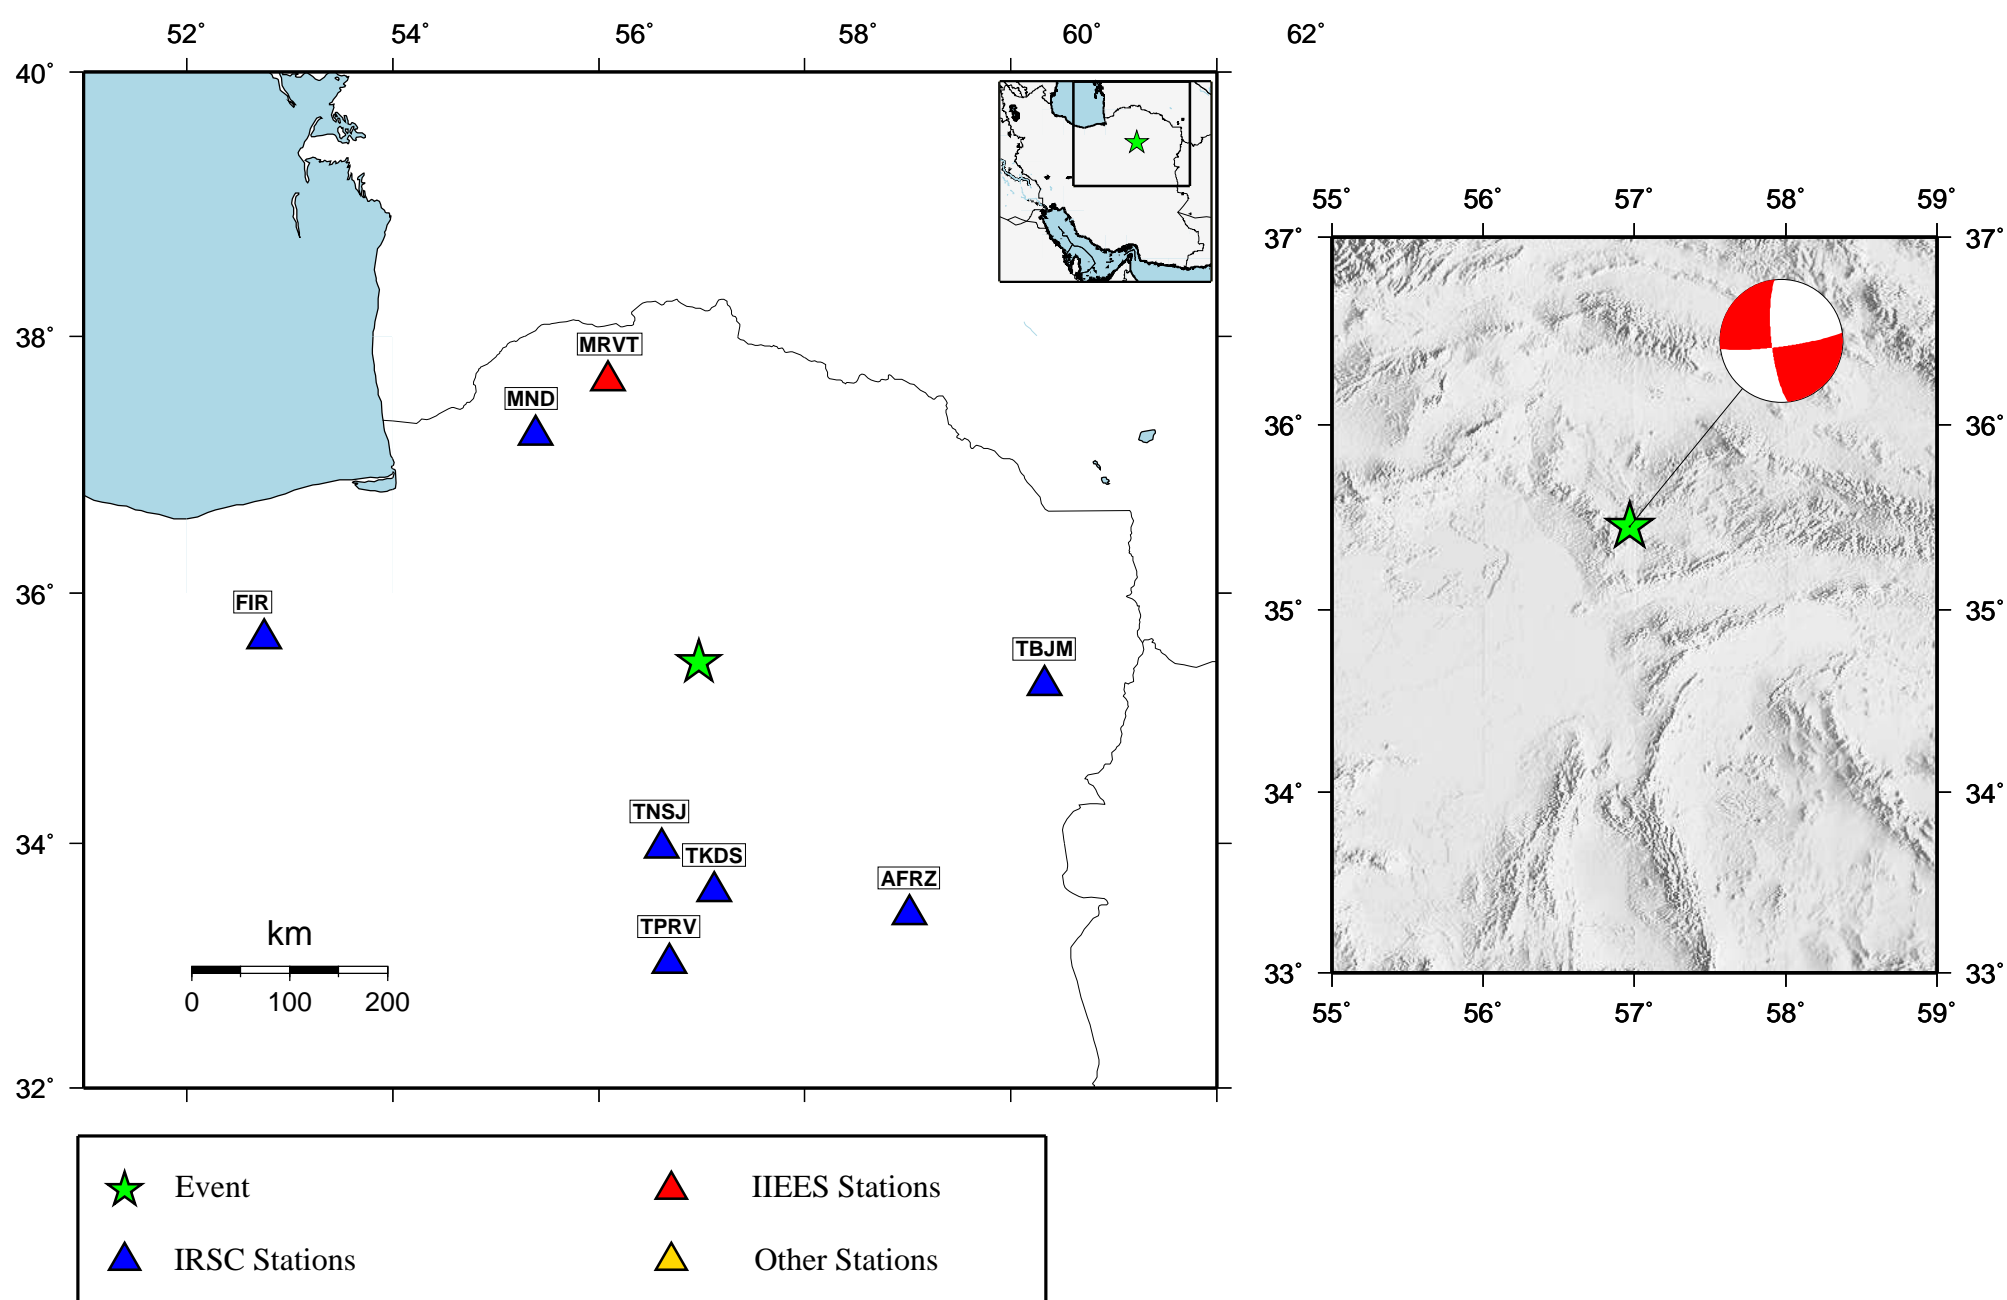 52˚ 54˚ 56˚ 58˚ 60˚ 62˚
40˚
38˚
36˚
34˚
32˚
MRVT
MND
FIR
TBJM
TNSJ
TKDS
AFRZ
TPRV
km
0 100 200
55˚ 56˚ 57˚ 58˚ 59˚
37˚ 37˚
36˚ 36˚
35˚ 35˚
34˚ 34˚
33˚ 33˚
55˚ 56˚ 57˚ 58˚ 59˚
Event
IIEES Stations
IRSC Stations
Other Stations